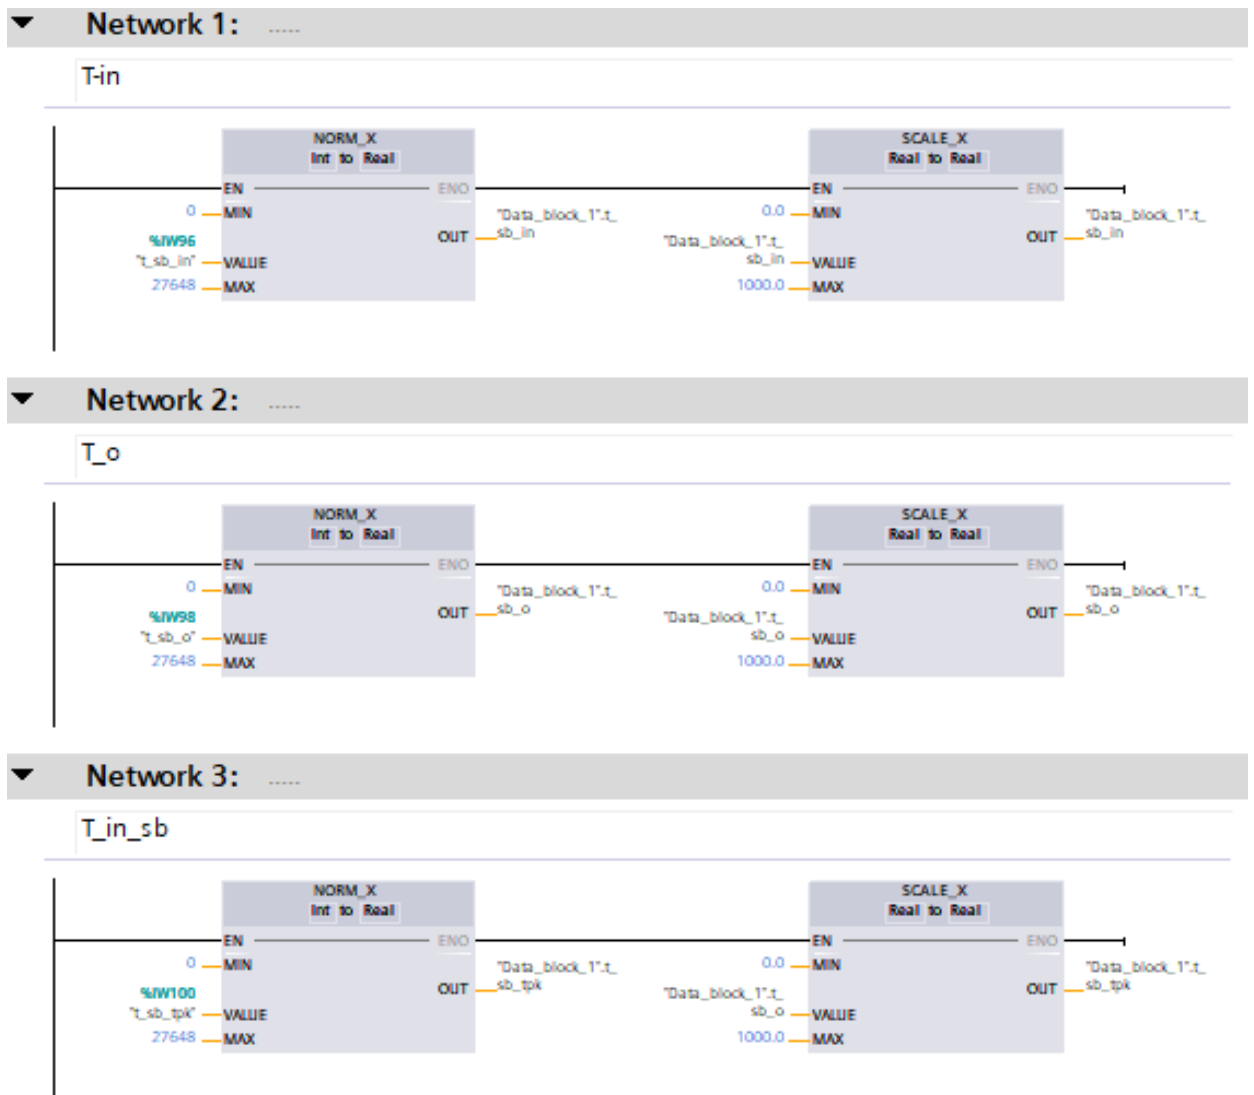 Network 1: .....
T-in
NORM_X
Int to Real
EN ENO
0 MIN
"Data_block_1".t_
sb_in
OUT
%IW96
"t_sb_in" VALUE
27648 MAX
SCALE_X
Real to Real
EN ENO
0.0 MIN
"Data_block_1".t_
sb_in
OUT
"Data_block_1".t_
sb_in VALUE
1000.0 MAX
Network 2: .....
T_o
NORM_X
Int to Real
EN ENO
0 MIN
"Data_block_1".t_
sb_o
OUT
%IW98
"t_sb_o" VALUE
27648 MAX
SCALE_X
Real to Real
EN ENO
0.0 MIN
"Data_block_1".t_
sb_o
OUT
"Data_block_1".t_
sb_o VALUE
1000.0 MAX
Network 3: .....
T_in_sb
NORM_X
Int to Real
EN ENO
0 MIN
"Data_block_1".t_
sb_tpk
OUT
%IW100
"t_sb_tpk" VALUE
27648 MAX
SCALE_X
Real to Real
EN ENO
0.0 MIN
"Data_block_1".t_
sb_tpk
OUT
"Data_block_1".t_
sb_o VALUE
1000.0 MAX